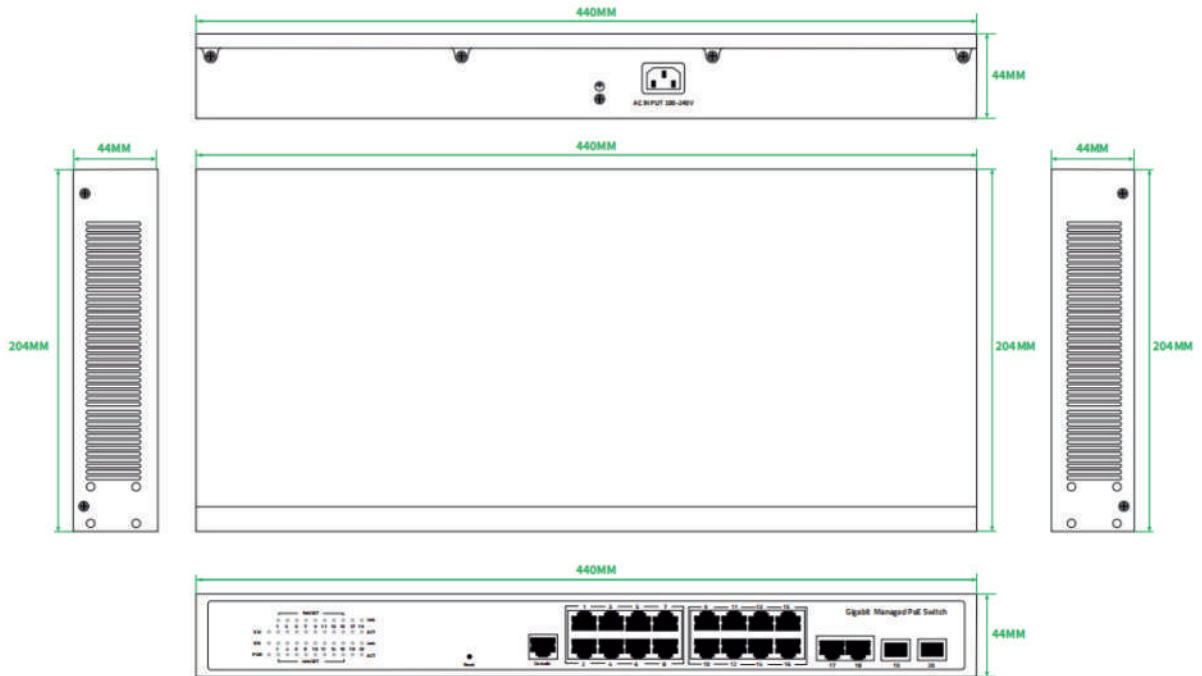 440MM
44MM
AC INPUT 100-240V
44MM
440MM
44MM
204MM
204MM
204MM
440MM
Gigabit Managed PoE Switch
1 3 5 7 9 11 13 15
44MM
Reset
Console
2 4 6 8 10 12 14 16 17 18 19 20